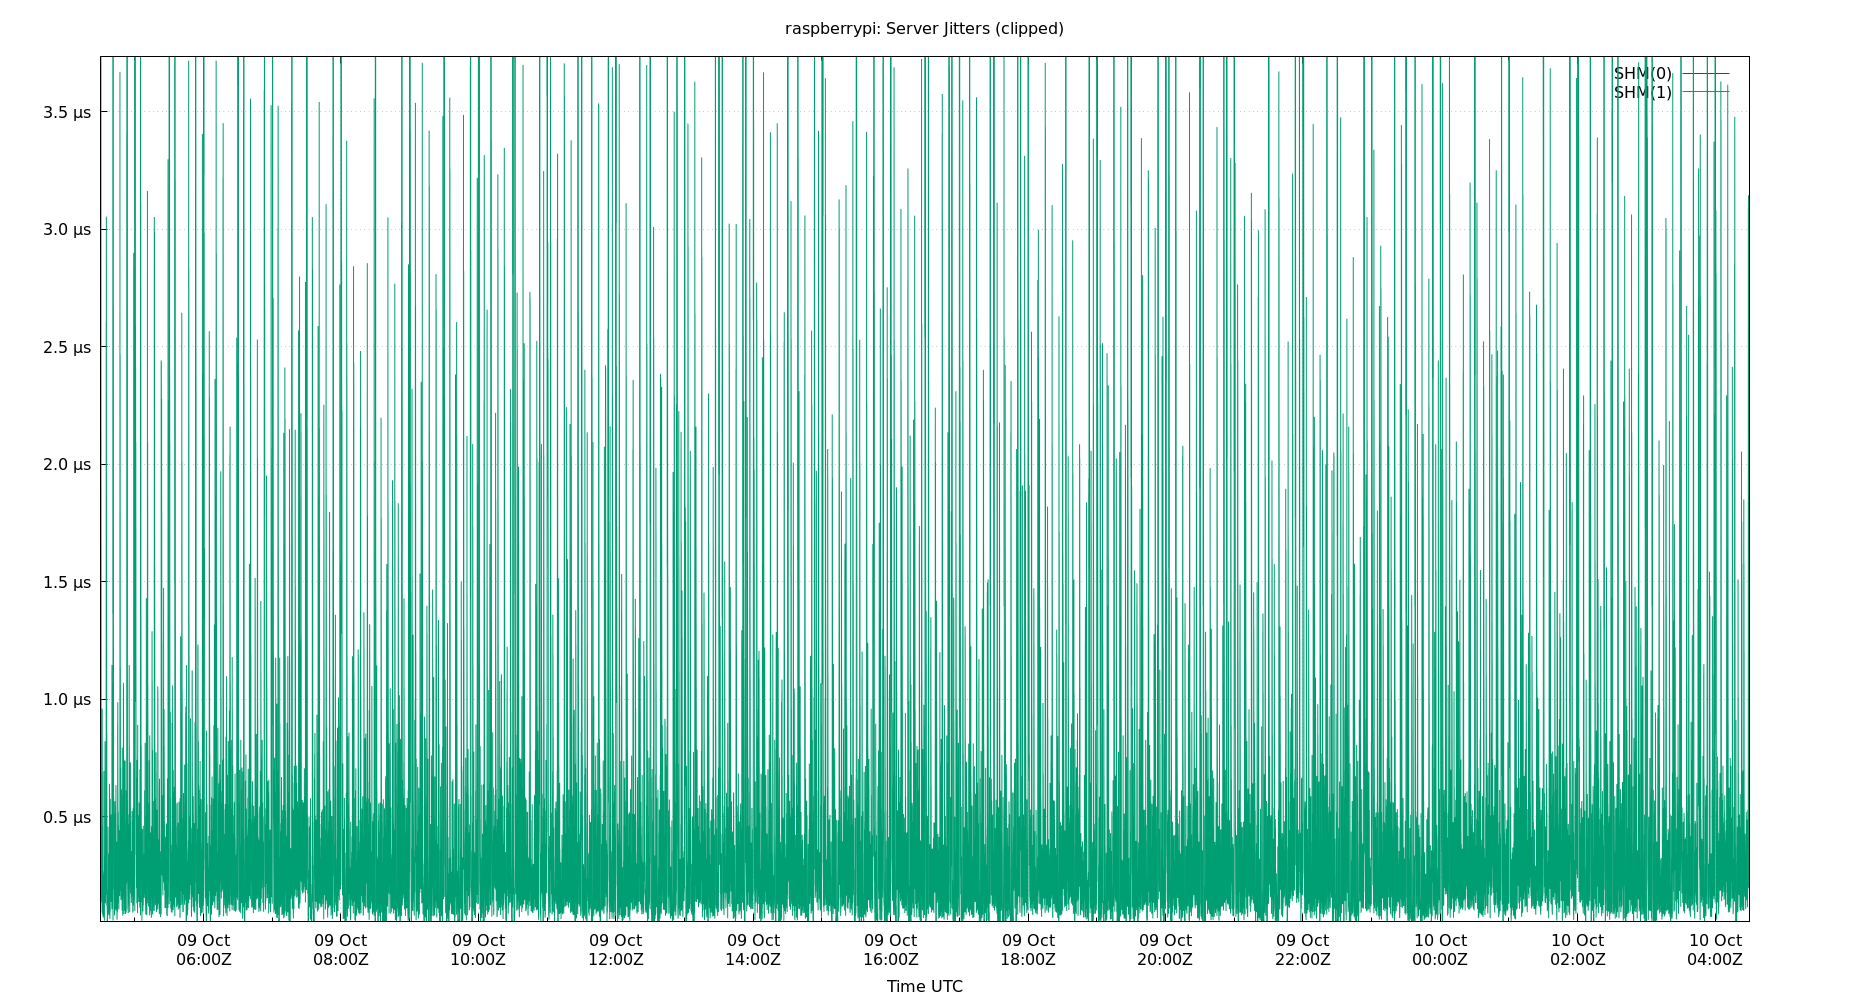 raspberrypi: Server Jitters (clipped)
SHM(0)
SHM(1)
3.5 μs
3.0 μs
2.5 μs
2.0 μs
1.5 μs
1.0 μs
0.5 μs
09 Oct 09 Oct 09 Oct 09 Oct 09 Oct 09 Oct 09 Oct 09 Oct 09 Oct 10 Oct 10 Oct 10 Oct
06:00Z 08:00Z 10:00Z 12:00Z 14:00Z 16:00Z 18:00Z 20:00Z 22:00Z 00:00Z 02:00Z 04:00Z
Time UTC